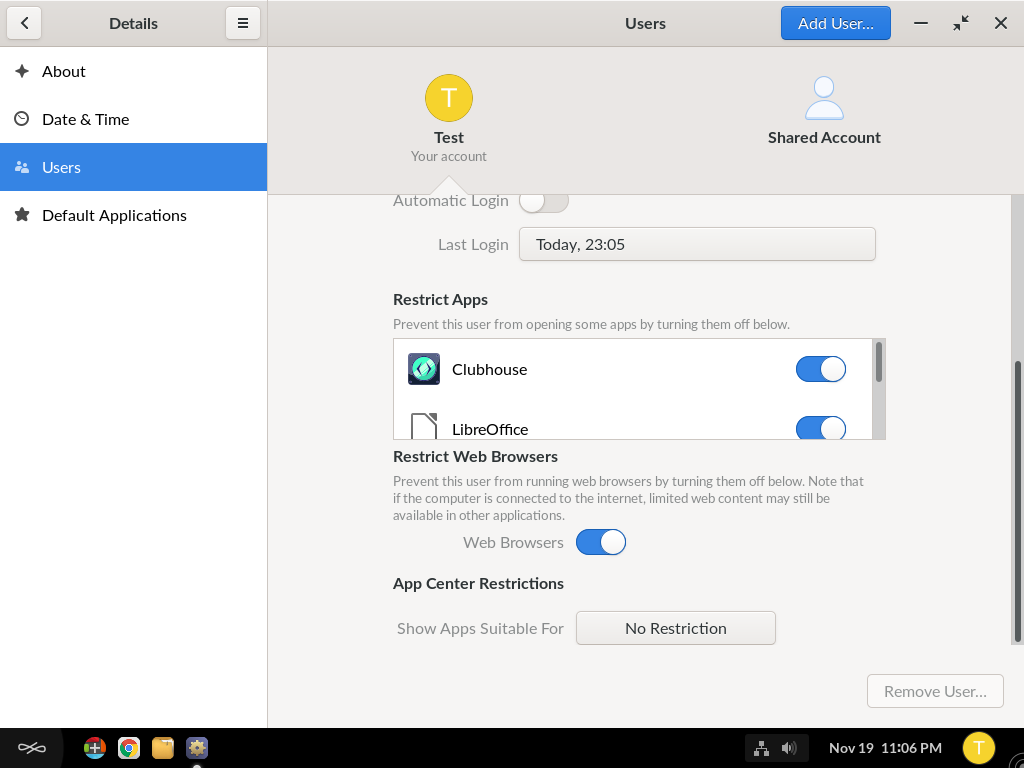 Details
Users
Add User...
About
Date & Time
Users
Default Applications
T
Test
Your account
Shared Account
Automatic Login
Last Login
Today, 23:05
Restrict Apps
Prevent this user from opening some apps by turning them off below.
Clubhouse
LibreOffice
Restrict Web Browsers
Prevent this user from running web browsers by turning them off below. Note that
if the computer is connected to the internet, limited web content may still be
available in other applications.
Web Browsers
App Center Restrictions
Show Apps Suitable For
No Restriction
Remove User...
Nov 19 11:06 PM
T